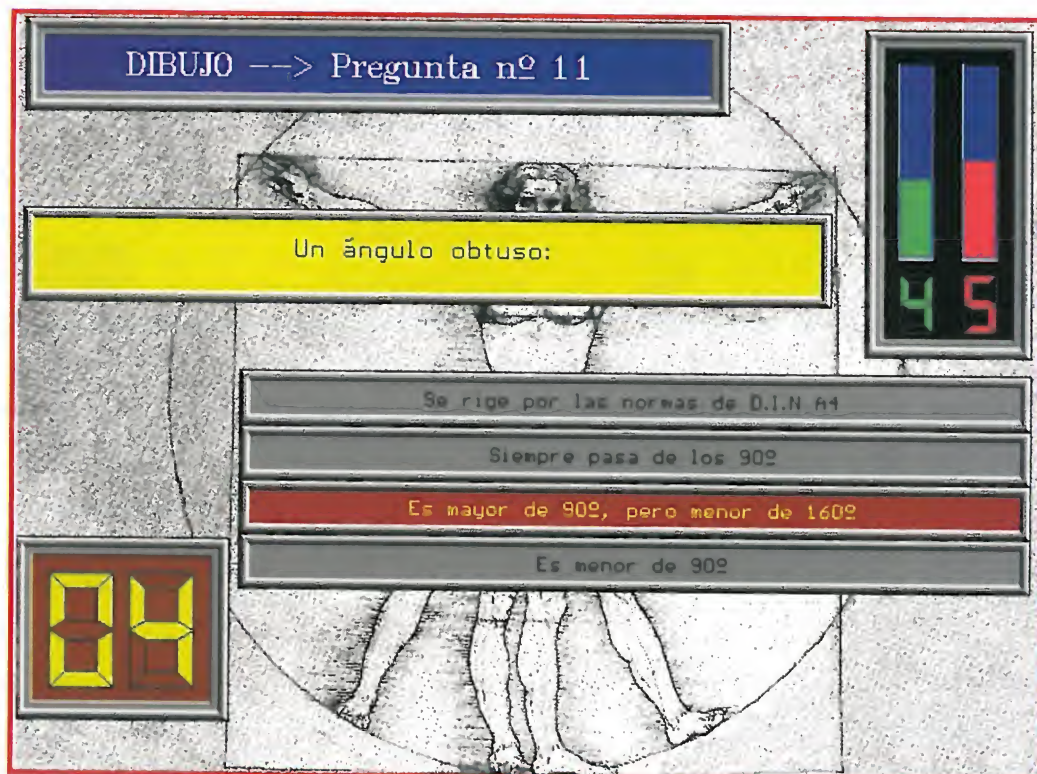 DIBUJO --> Pregunta nº 11
Un ángulo obtuso:
4 5
Se rige por las normas de D.I.N A4
Siempre pasa de los 90º
Es mayor de 90º, pero menor de 160º
Es menor de 90º
04